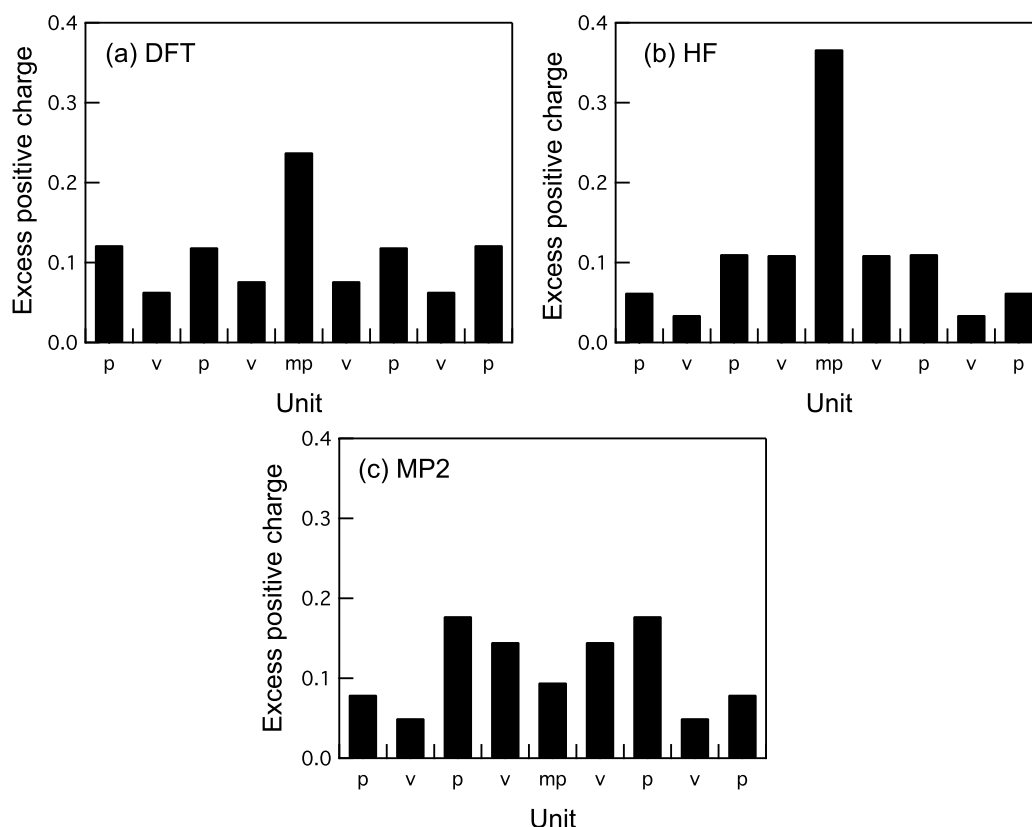 (a) DFT
Excess positive charge
0.4
0.3
0.2
0.1
0.0
p v p v mp v p v p
Unit
(b) HF
Excess positive charge
0.4
0.3
0.2
0.1
0.0
p v p v mp v p v p
Unit
(c) MP2
Excess positive charge
0.4
0.3
0.2
0.1
0.0
p v p v mp v p v p
Unit